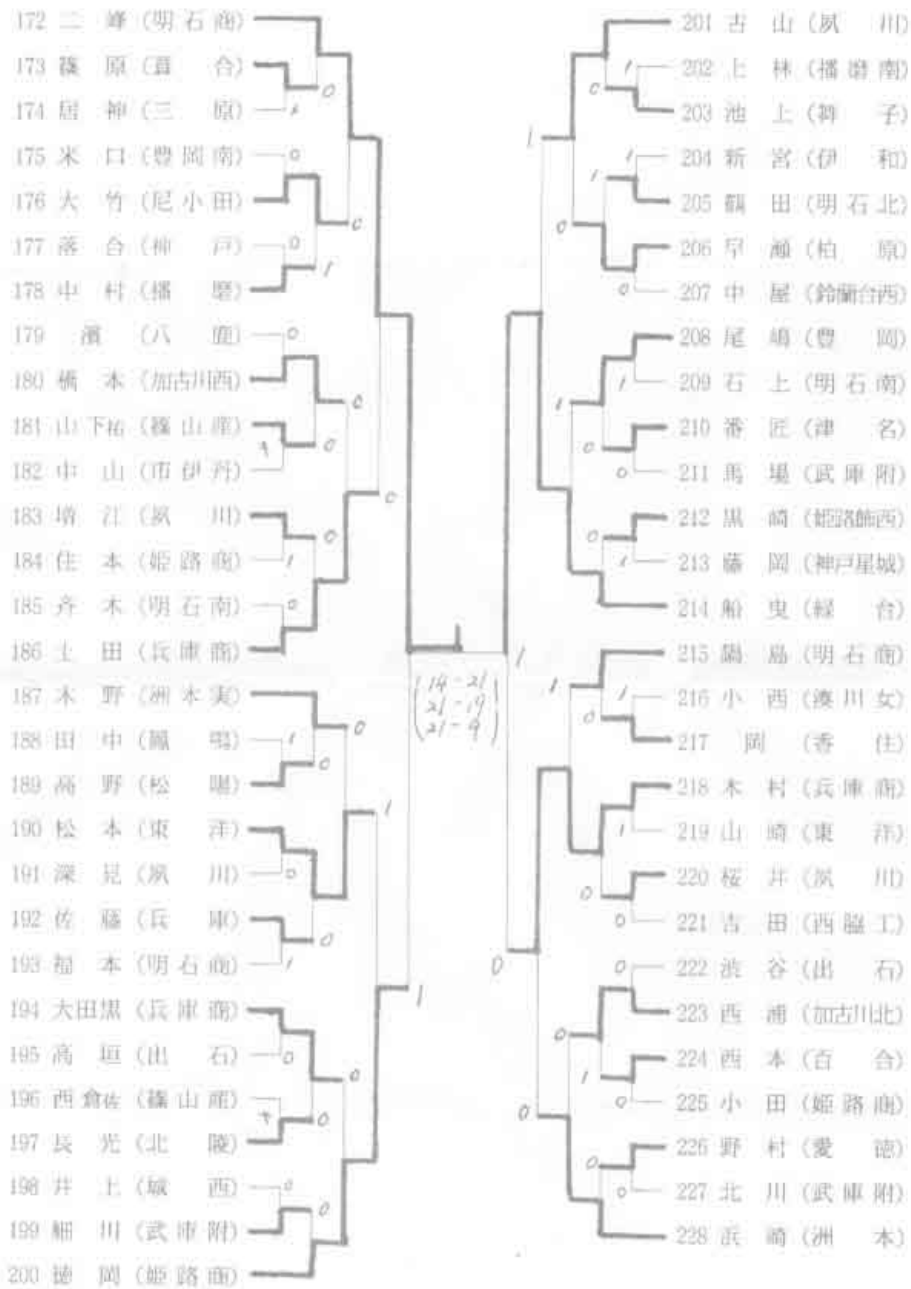 172 二 峰 (明石商)
173 篠 原 (葺 合)
174 居 神 (三 原)
175 米 口 (豊岡南)
176 大 竹 (尼小田)
177 落 合 (神 戸)
178 中 村 (播 磨)
179 濱 (八 鹿)
180 橋 本 (加古川西)
181 山下祐 (篠山産)
182 中 山 (市伊丹)
183 増 江 (夙 川)
184 住 本 (姫路商)
185 斉 木 (明石南)
186 土 田 (兵庫商)
187 木 野 (洲本実)
188 田 中 (鳳 鳴)
189 高 野 (松 陽)
190 松 本 (東 洋)
191 深 見 (夙 川)
192 佐 藤 (兵 庫)
193 福 本 (明石商)
194 大田黒 (兵庫商)
195 高 垣 (出 石)
196 西倉佐 (篠山産)
197 長 光 (北 陵)
198 井 上 (城 西)
199 細 川 (武庫附)
200 徳 岡 (姫路商)
14-21
21-19
21-9
201 古 山 (夙 川)
202 上 林 (播磨南)
203 池 上 (舞 子)
204 新 宮 (伊 和)
205 鶴 田 (明石北)
206 早 瀬 (柏 原)
207 中 屋 (鈴蘭台西)
208 尾 嶋 (豊 岡)
209 石 上 (明石南)
210 番 匠 (津 名)
211 馬 場 (武庫附)
212 黒 崎 (姫路飾西)
213 藤 岡 (神戸星城)
214 船 曳 (緑 台)
215 鍋 島 (明石商)
216 小 西 (湊川女)
217 岡 (香 住)
218 木 村 (兵庫商)
219 山 崎 (東 洋)
220 桜 井 (夙 川)
221 吉 田 (西脇工)
222 渋 谷 (出 石)
223 西 浦 (加古川北)
224 西 本 (百 合)
225 小 田 (姫路商)
226 野 村 (愛 徳)
227 北 川 (武庫附)
228 浜 崎 (洲 本)